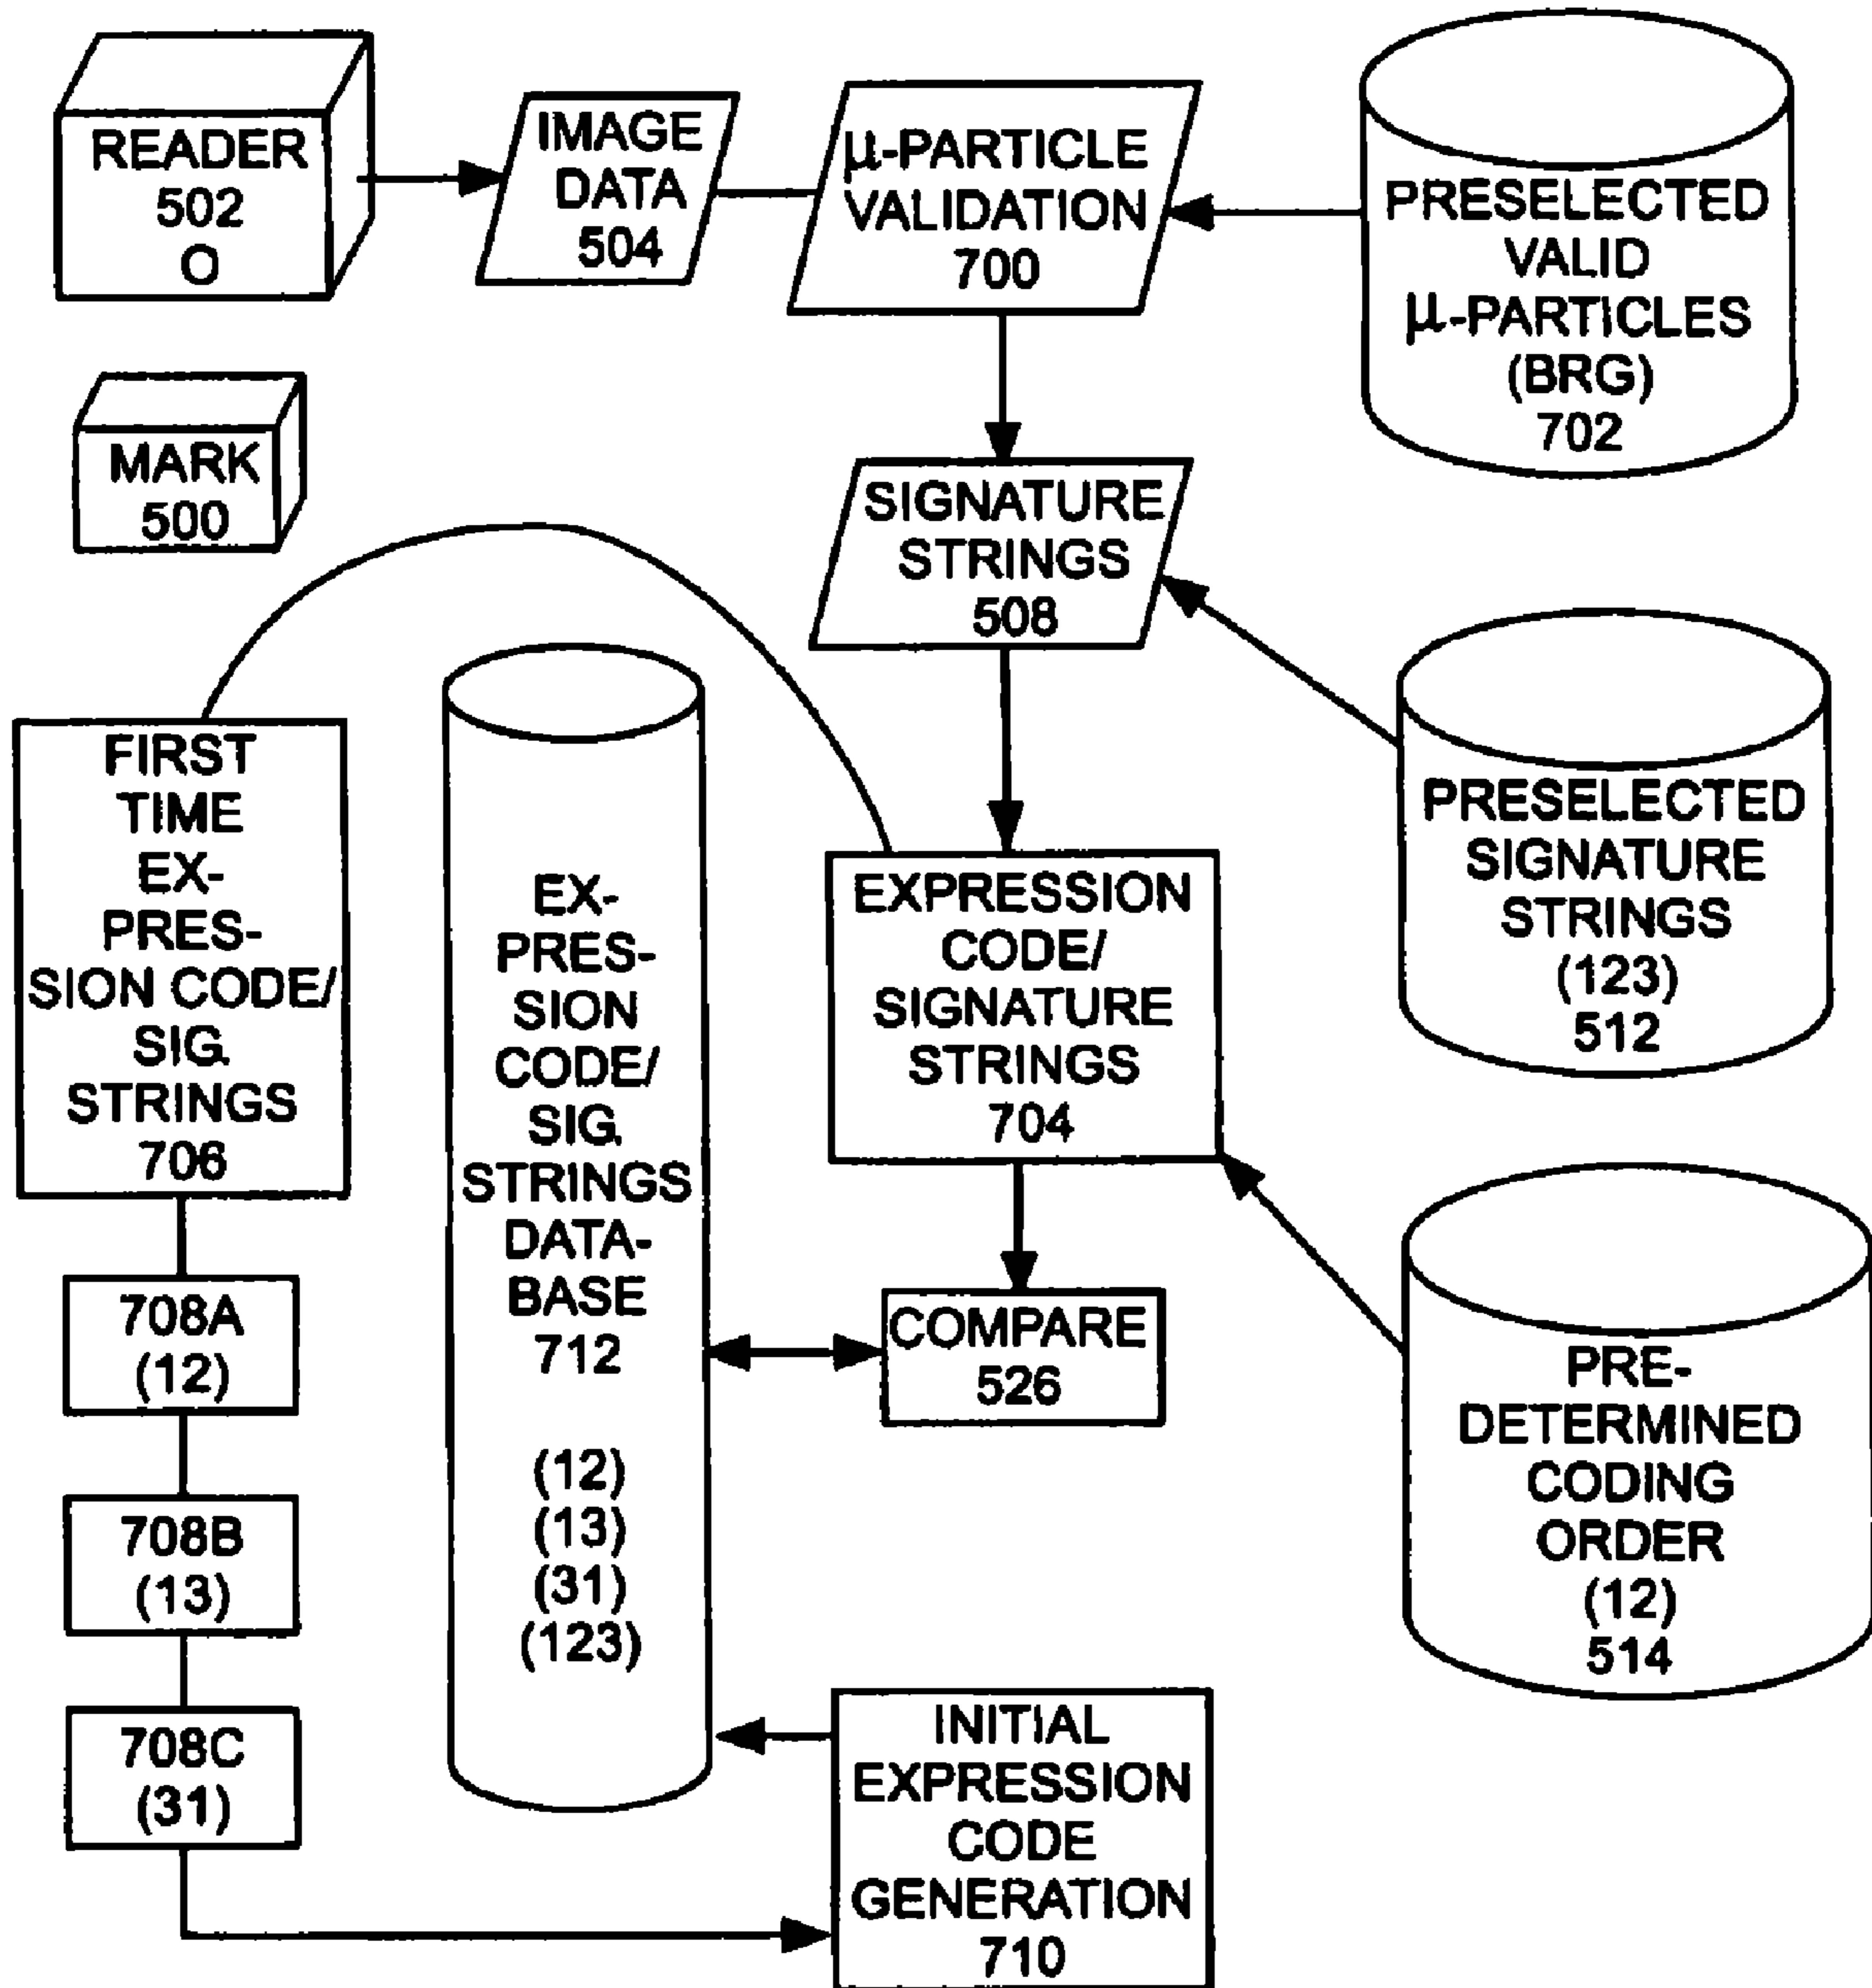 READER
502
O
IMAGE
DATA
504
µ-PARTICLE
VALIDATION
700
PRESELECTED
VALID
µ-PARTICLES
(BRG)
702
MARK
500
SIGNATURE
STRINGS
508
FIRST
TIME
EX-
PRES-
SION CODE/
SIG.
STRINGS
706
EX-
PRES-
SION
CODE/
SIG.
STRINGS
DATA-
BASE
712
(12)
(13)
(31)
(123)
EXPRESSION
CODE/
SIGNATURE
STRINGS
704
PRESELECTED
SIGNATURE
STRINGS
(123)
512
708A
(12)
708B
(13)
708C
(31)
COMPARE
526
PRE-
DETERMINED
CODING
ORDER
(12)
514
INITIAL
EXPRESSION
CODE
GENERATION
710